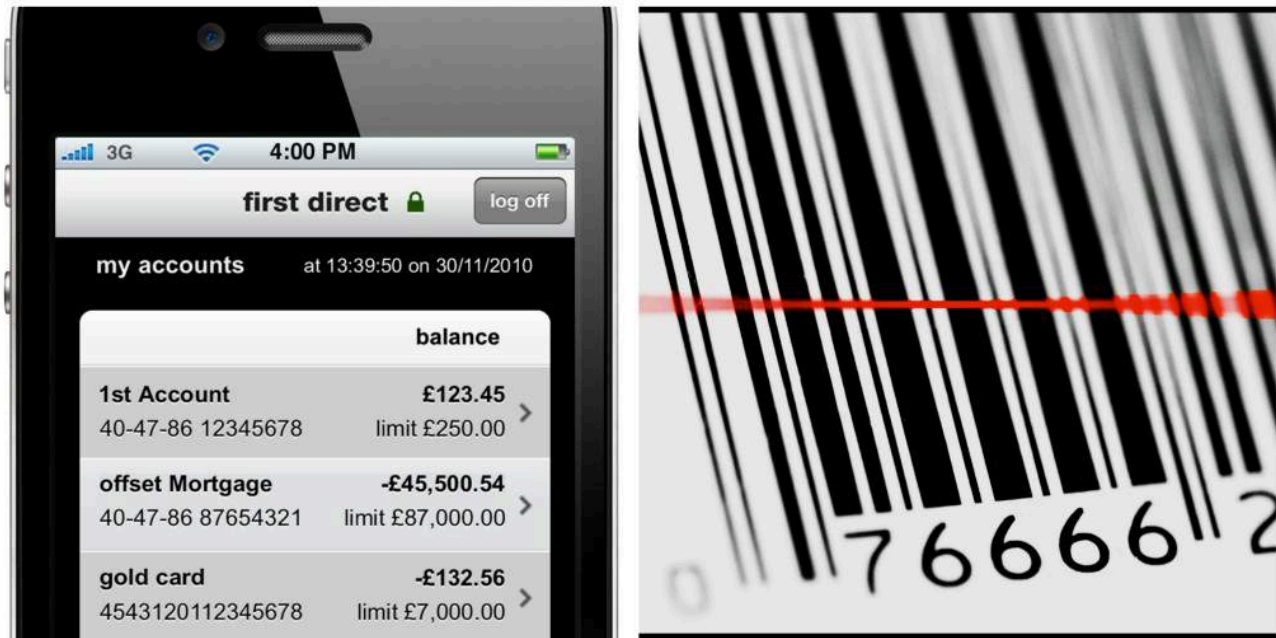 3G 4:00 PM
first direct log off
my accounts at 13:39:50 on 30/11/2010
balance
1st Account £123.45
40-47-86 12345678 limit £250.00
offset Mortgage -£45,500.54
40-47-86 87654321 limit £87,000.00
gold card -£132.56
4543120112345678 limit £7,000.00
0 76666 2